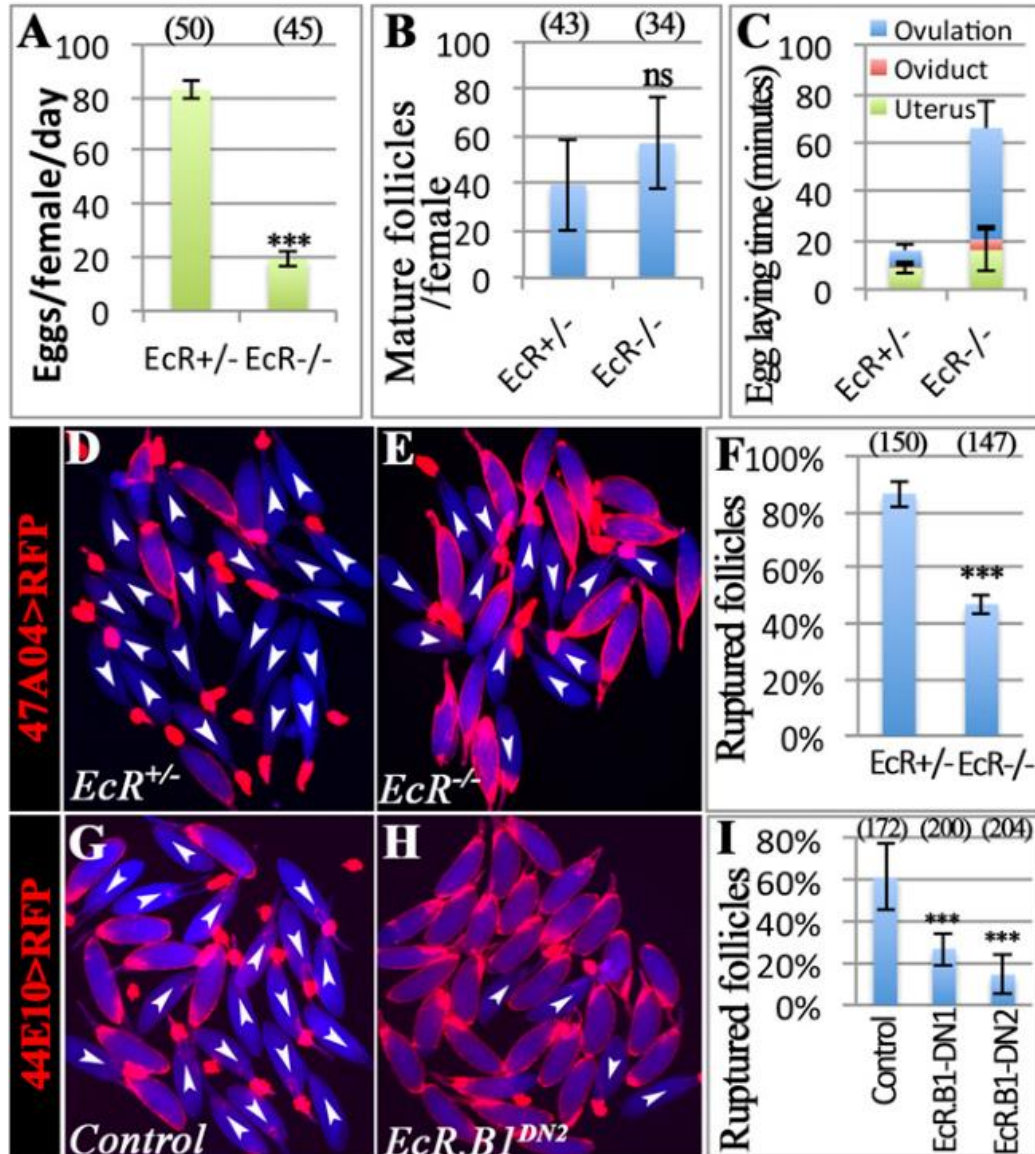 A
(50) (45)
100
80
60
40
20
0
Eggs/female/day
***
EcR+/- EcR-/-
B
(43) (34)
100
80
60
40
20
0
Mature follicles
/female
ns
EcR+/-
EcR-/-
C
100
80
60
40
20
0
Egg laying time (minutes)
Ovulation
Oviduct
Uterus
EcR+/-
EcR-/-
47A04>RFP
D
EcR+/-
E
EcR-/-
F
(150) (147)
100%
80%
60%
40%
20%
0%
Ruptured follicles
***
EcR+/- EcR-/-
44E10>RFP
G
Control
H
EcR.B1DN2
I
(172) (200) (204)
80%
60%
40%
20%
0%
Ruptured follicles
***
***
Control
EcR.B1-DN1
EcR.B1-DN2